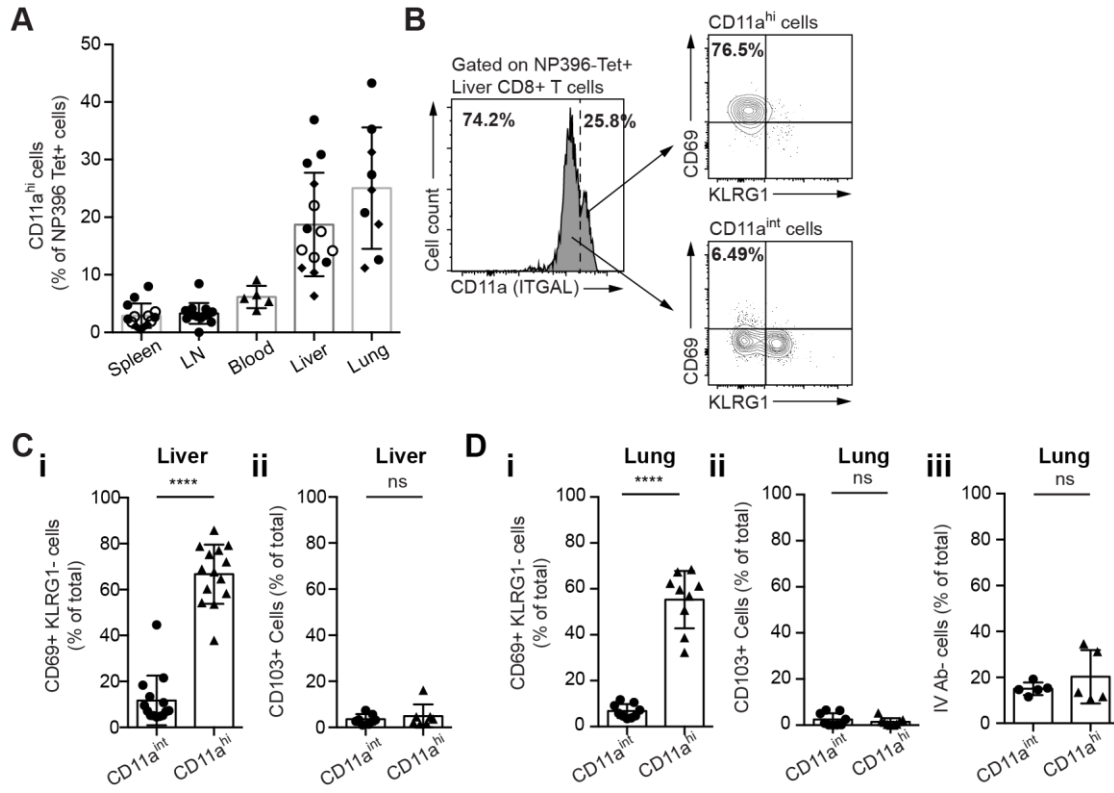 A
CD11a^hi cells
(% of NP396 Tet+ cells)
50
40
30
20
10
0
Spleen
LN
Blood
Liver
Lung
B
Gated on NP396-Tet+
Liver CD8+ T cells
74.2%
25.8%
Cell count
CD11a (ITGAL)
CD11a^hi cells
76.5%
CD69
KLRG1
CD11a^int cells
6.49%
CD69
KLRG1
C
i
Liver
****
CD69+ KLRG1- cells
(% of total)
100
80
60
40
20
0
CD11a^int
CD11a^hi
ii
Liver
ns
CD103+ Cells (% of total)
100
80
60
40
20
0
CD11a^int
CD11a^hi
D
i
Lung
****
CD69+ KLRG1- cells
(% of total)
100
80
60
40
20
0
CD11a^int
CD11a^hi
ii
Lung
ns
CD103+ Cells (% of total)
100
80
60
40
20
0
CD11a^int
CD11a^hi
iii
Lung
ns
IV Ab- cells (% of total)
100
80
60
40
20
0
CD11a^int
CD11a^hi